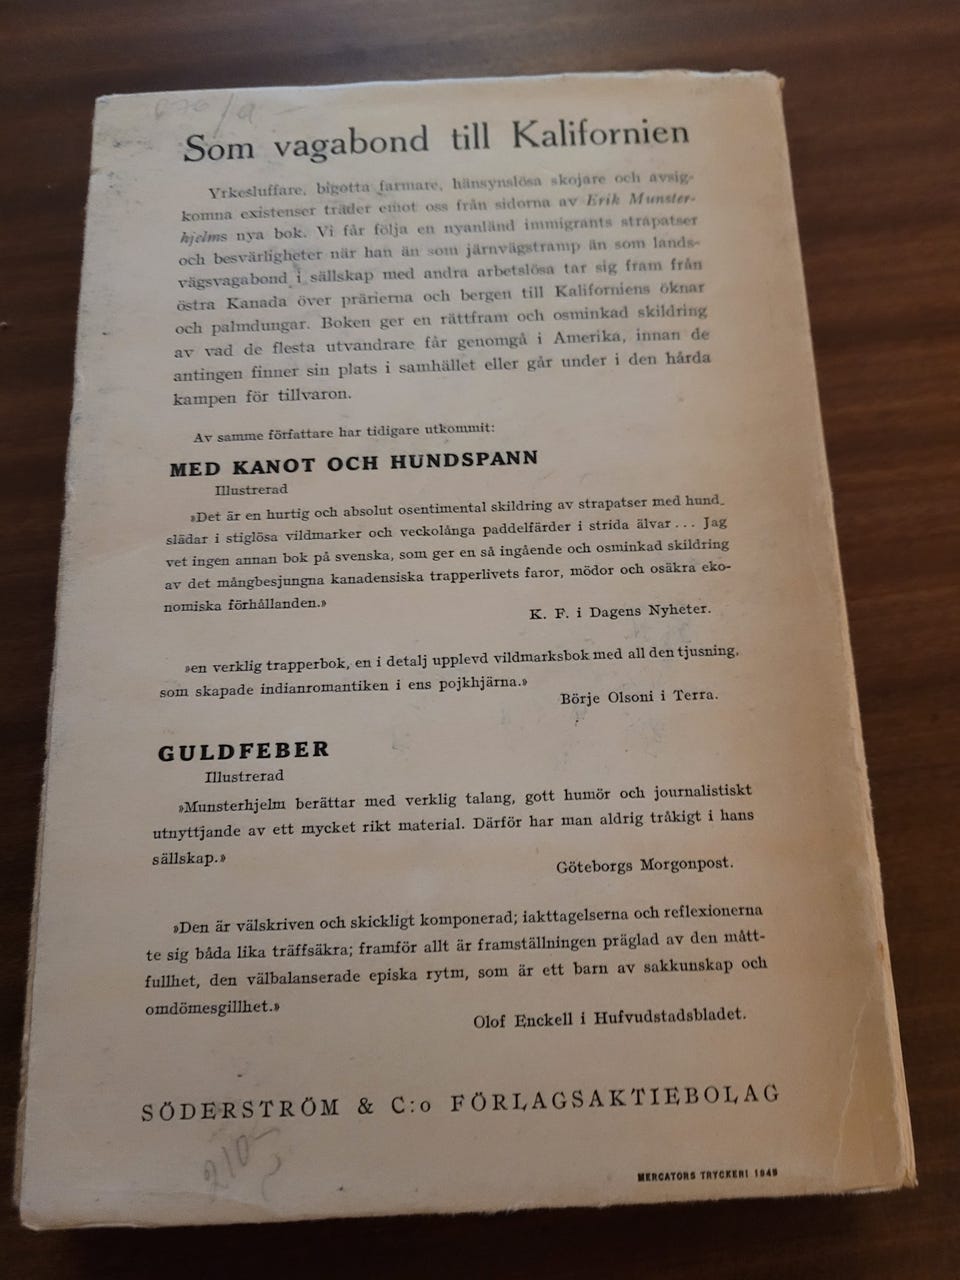 Som vagabond till Kalifornien
Yrkesluffare, bigotta farmare, hänsynslösa skojare och avsig-
komna existenser träder emot oss från sidorna av Erik Munster-
hjelms nya bok. Vi får följa en nyanländ immigrants strapatser
och besvärligheter när han än som järnvägstramp än som lands-
vägsvagabond i sällskap med andra arbetslösa tar sig fram från
östra Kanada över prärierna och bergen till Kaliforniens öknar
och palmdungar. Boken ger en rättfram och osminkad skildring
av vad de flesta utvandrare får genomgå i Amerika, innan de
antingen finner sin plats i samhället eller går under i den hårda
kampen för tillvaron.
Av samme författare har tidigare utkommit:
MED KANOT OCH HUNDSPANN
Illustrerad
»Det är en hurtig och absolut osentimental skildring av strapatser med hund-
slädar i stiglösa vildmarker och veckolånga paddelfärder i strida älvar... Jag
vet ingen annan bok på svenska, som ger en så ingående och osminkad skildring
av det mångbesjungna kanadensiska trapperlivets faror, mödor och osäkra eko-
nomiska förhållanden.»
K. F. i Dagens Nyheter.
»en verklig trapperbok, en i detalj upplevd vildmarksbok med all den tjusning,
som skapade indianromantiken i ens pojkhjärna.»
Börje Olsoni i Terra.
GULDFEBER
Illustrerad
»Munsterhjelm berättar med verklig talang, gott humör och journalistiskt
utnyttjande av ett mycket rikt material. Därför har man aldrig tråkigt i hans
sällskap.»
Göteborgs Morgonpost.
»Den är välskriven och skickligt komponerad; iakttagelserna och reflexionerna
te sig båda lika träffsäkra; framför allt är framställningen präglad av den mått-
fullhet, den välbalanserade episka rytm, som är ett barn av sakkunskap och
omdömesgillhet.»
Olof Enckell i Hufvudstadsbladet.
SÖDERSTRÖM & C:o FÖRLAGSAKTIEBOLAG
210-
MERCATORS TRYCKERI 1949